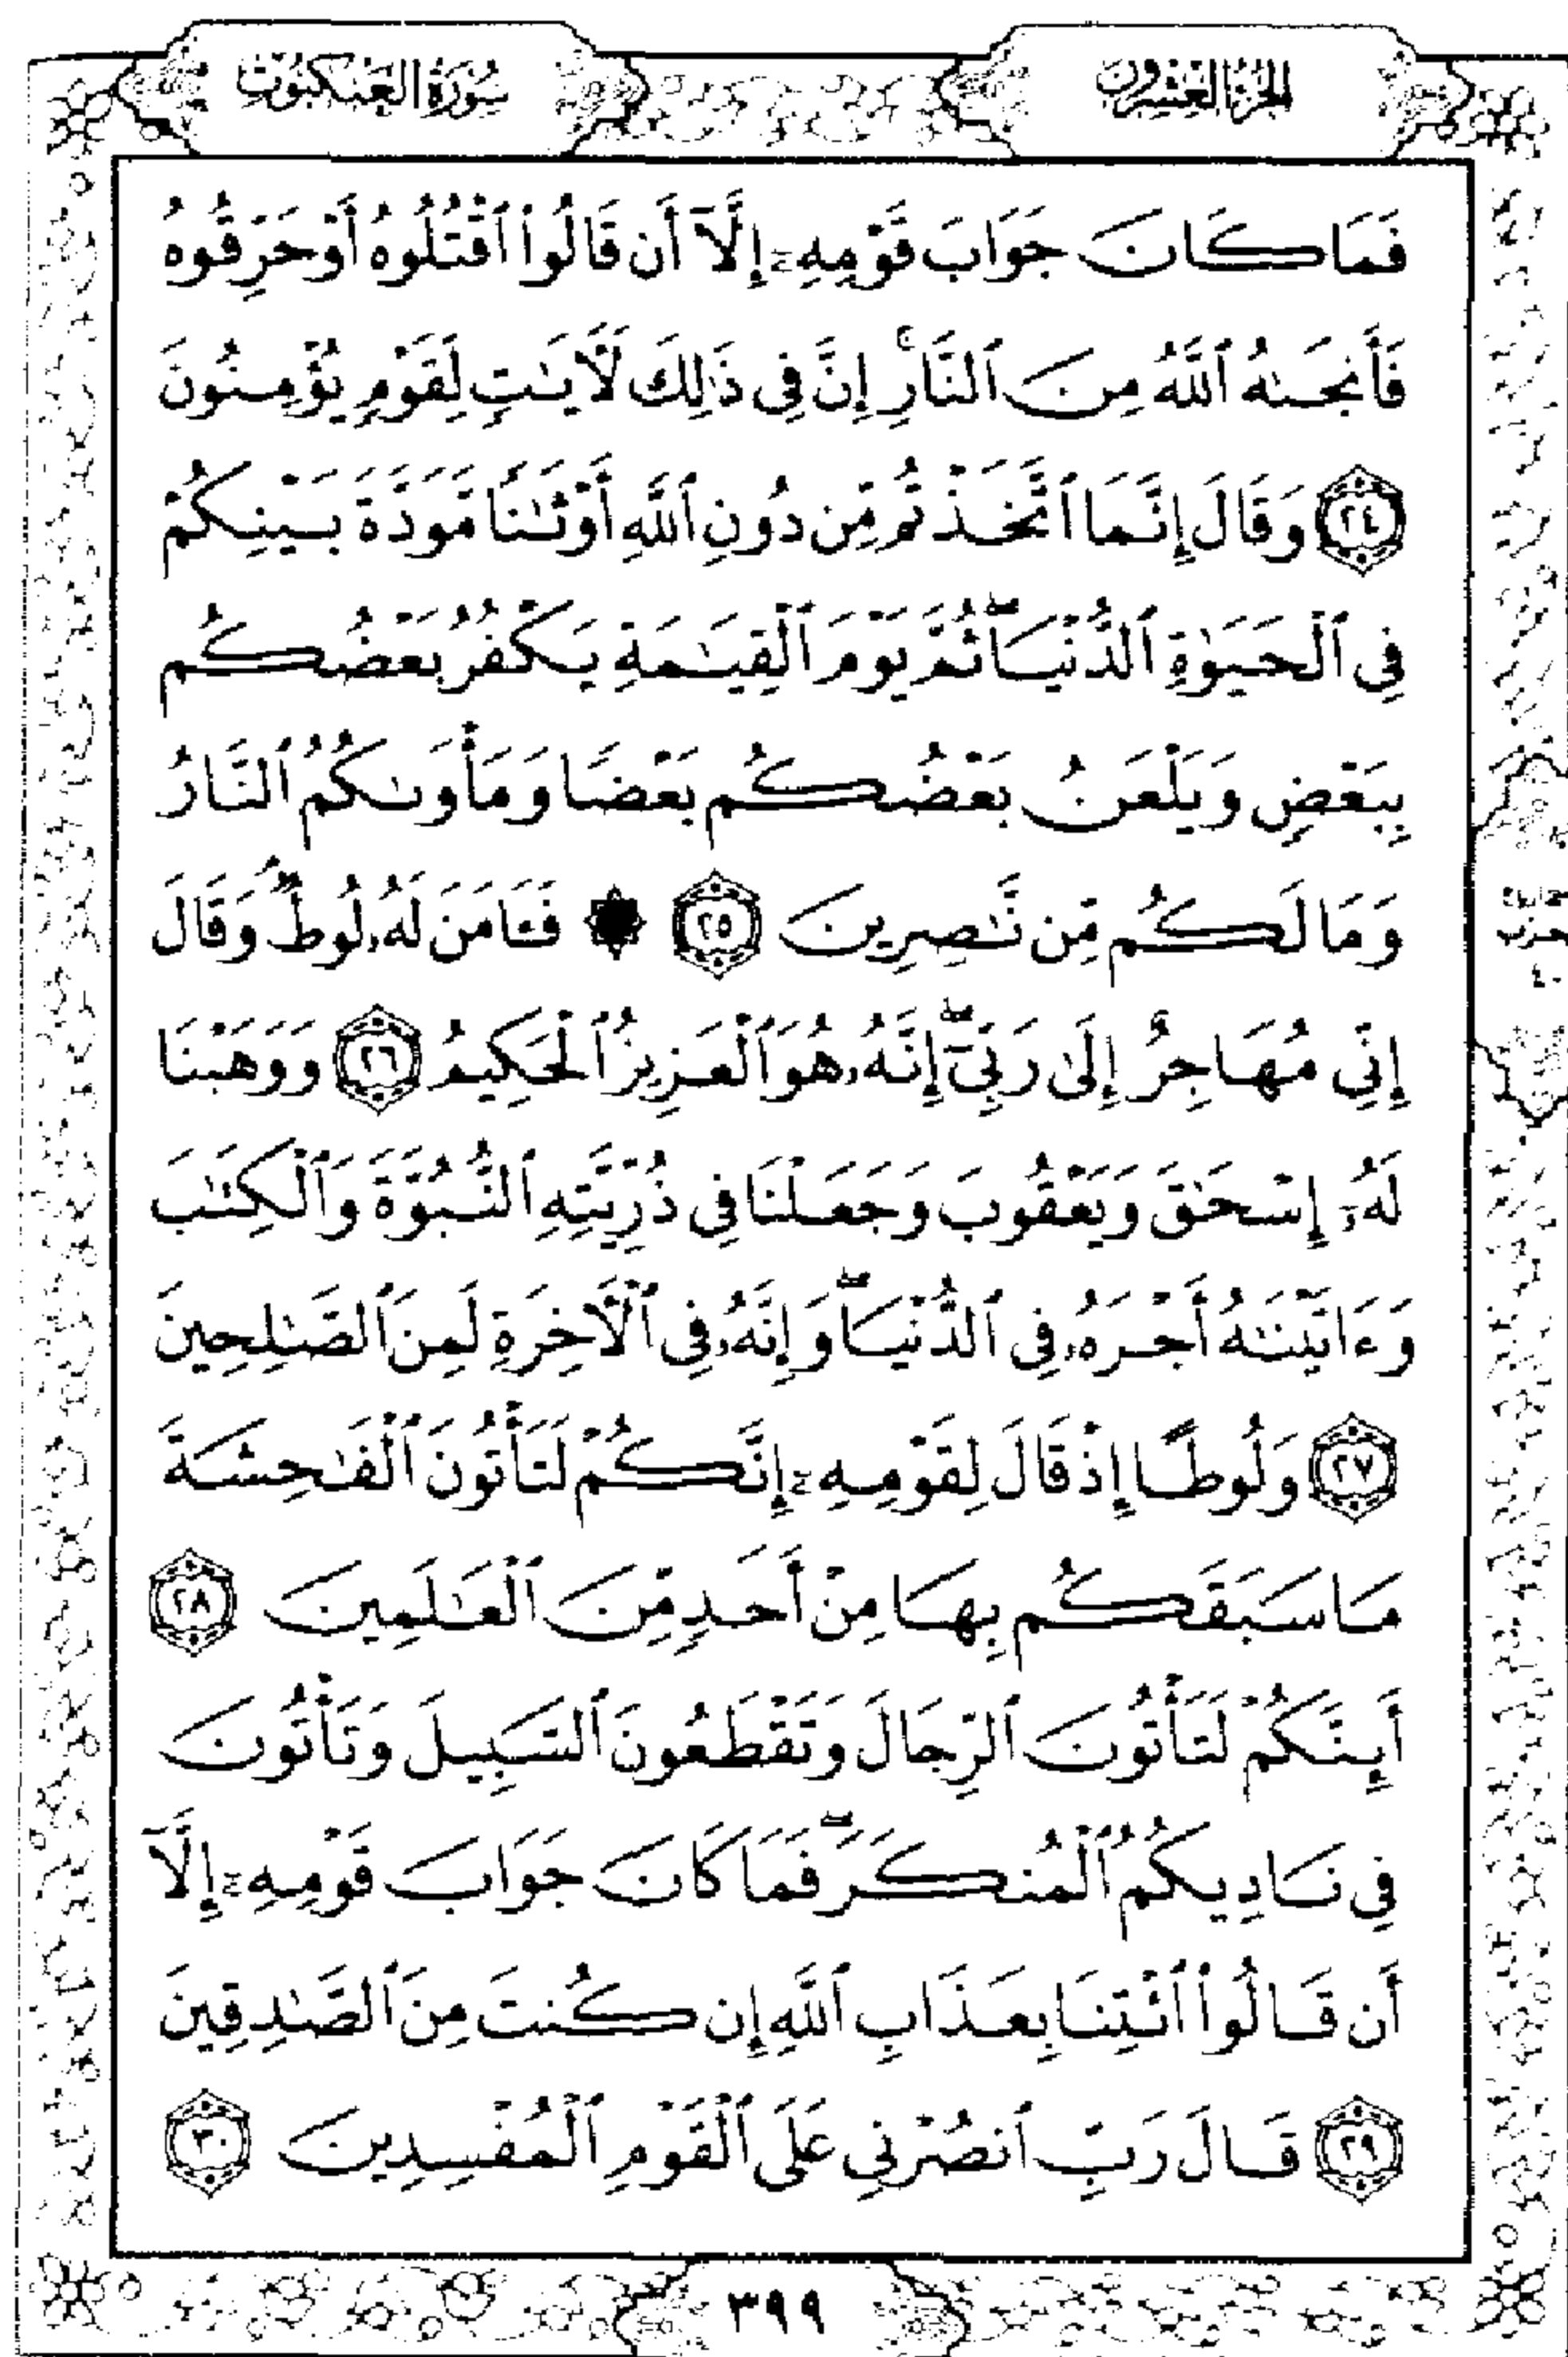 الجزء العشرون
سورة العنكبوت
فَمَا كَانَ جَوَابَ قَوْمِهِۦٓ إِلَّآ أَن قَالُوا۟ ٱقْتُلُوهُ أَوْ حَرِّقُوهُ
فَأَنجَىٰهُ ٱللَّهُ مِنَ ٱلنَّارِ ۚ إِنَّ فِى ذَٰلِكَ لَـَٔايَـٰتٍ لِّقَوْمٍ يُؤْمِنُونَ
﴿٢٤﴾ وَقَالَ إِنَّمَا ٱتَّخَذْتُم مِّن دُونِ ٱللَّهِ أَوْثَـٰنًا مَّوَدَّةَ بَيْنِكُمْ
فِى ٱلْحَيَوٰةِ ٱلدُّنْيَا ۖ ثُمَّ يَوْمَ ٱلْقِيَـٰمَةِ يَكْفُرُ بَعْضُكُم
بِبَعْضٍ وَيَلْعَنُ بَعْضُكُم بَعْضًا وَمَأْوَىٰكُمُ ٱلنَّارُ
وَمَا لَكُم مِّن نَّـٰصِرِينَ ﴿٢٥﴾ ۞ فَـَٔامَنَ لَهُۥ لُوطٌ ۘ وَقَالَ
إِنِّى مُهَاجِرٌ إِلَىٰ رَبِّىٓ ۖ إِنَّهُۥ هُوَ ٱلْعَزِيزُ ٱلْحَكِيمُ ﴿٢٦﴾ وَوَهَبْنَا
لَهُۥٓ إِسْحَـٰقَ وَيَعْقُوبَ وَجَعَلْنَا فِى ذُرِّيَّتِهِ ٱلنُّبُوَّةَ وَٱلْكِتَـٰبَ
وَءَاتَيْنَـٰهُ أَجْرَهُۥ فِى ٱلدُّنْيَا ۖ وَإِنَّهُۥ فِى ٱلْـَٔاخِرَةِ لَمِنَ ٱلصَّـٰلِحِينَ
﴿٢٧﴾ وَلُوطًا إِذْ قَالَ لِقَوْمِهِۦٓ إِنَّكُمْ لَتَأْتُونَ ٱلْفَـٰحِشَةَ
مَا سَبَقَكُم بِهَا مِنْ أَحَدٍ مِّنَ ٱلْعَـٰلَمِينَ ﴿٢٨﴾
أَئِنَّكُمْ لَتَأْتُونَ ٱلرِّجَالَ وَتَقْطَعُونَ ٱلسَّبِيلَ وَتَأْتُونَ
فِى نَادِيكُمُ ٱلْمُنكَرَ ۖ فَمَا كَانَ جَوَابَ قَوْمِهِۦٓ إِلَّآ
أَن قَالُوا۟ ٱئْتِنَا بِعَذَابِ ٱللَّهِ إِن كُنتَ مِنَ ٱلصَّـٰدِقِينَ
﴿٢٩﴾ قَالَ رَبِّ ٱنصُرْنِى عَلَى ٱلْقَوْمِ ٱلْمُفْسِدِينَ ﴿٣٠﴾
حزب
٤٠
٣٩٩